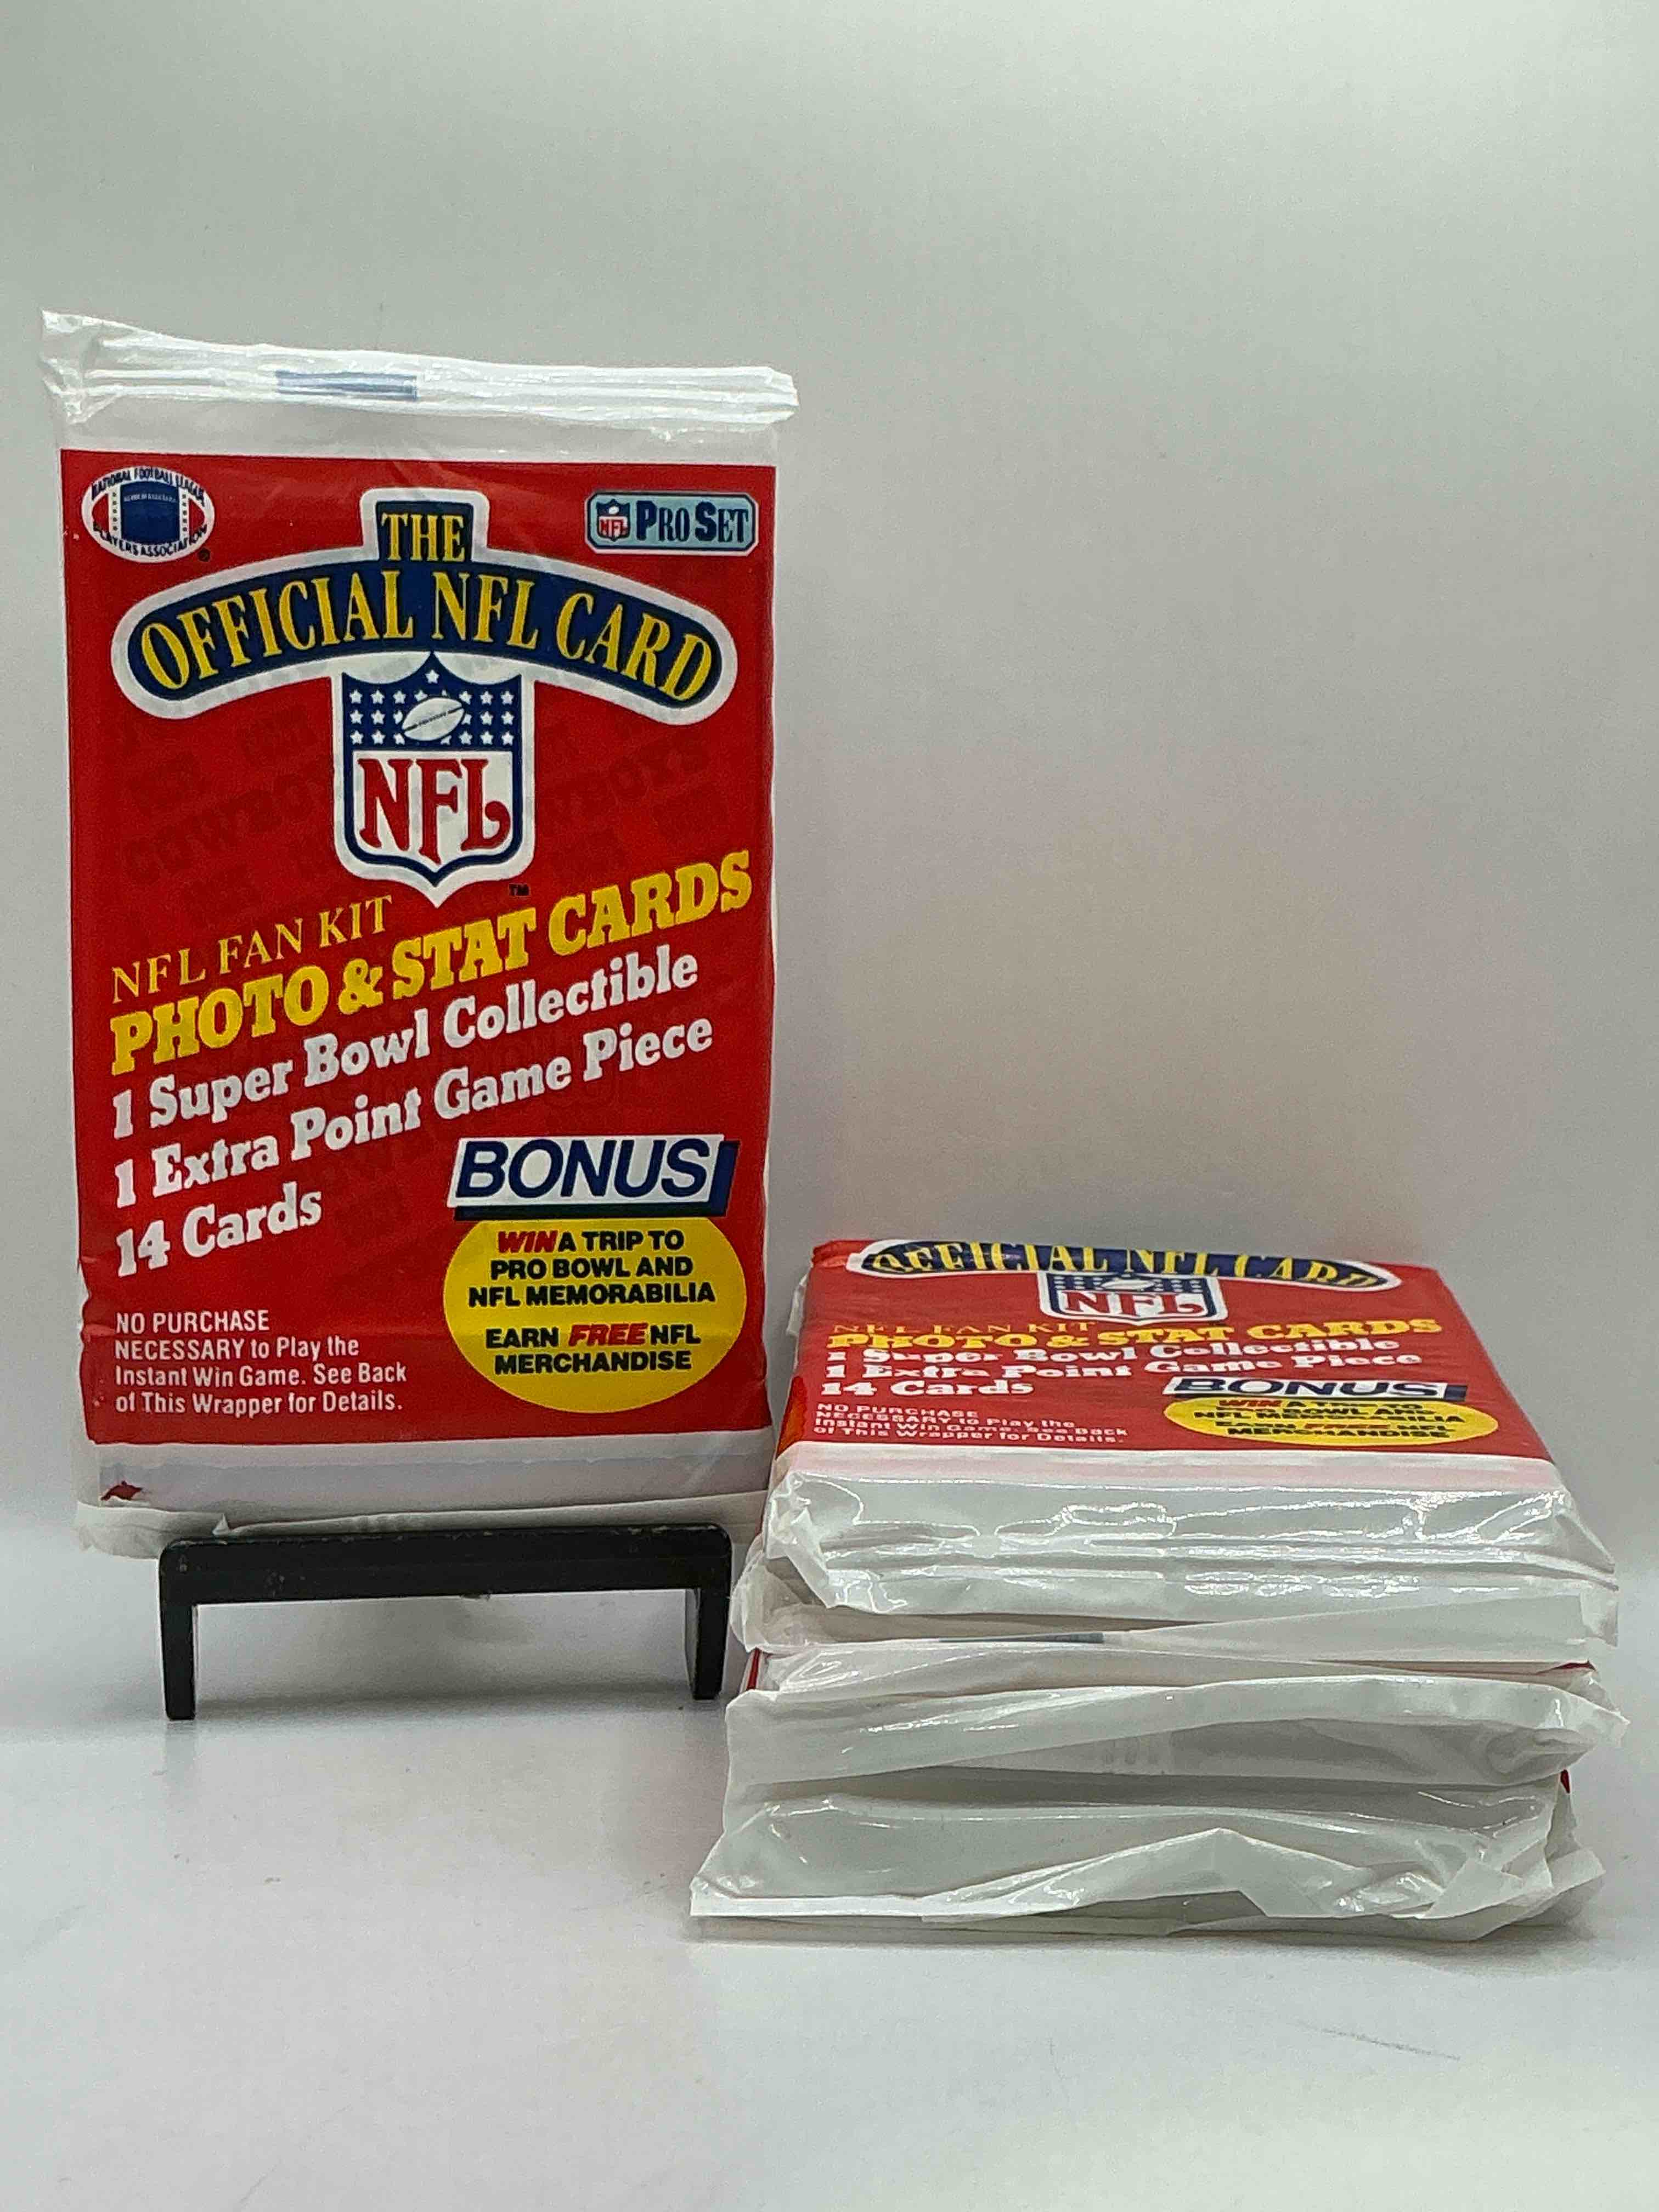 NATIONAL FOOTBALL LEAGUE
PLAYERS ASSOCIATION
NFL PRO SET
THE
OFFICIAL NFL CARD
NFL
TM
NFL FAN KIT
PHOTO & STAT CARDS
1 Super Bowl Collectible
1 Extra Point Game Piece
14 Cards
BONUS
WIN A TRIP TO
PRO BOWL AND
NFL MEMORABILIA
EARN FREE NFL
MERCHANDISE
NO PURCHASE
NECESSARY to Play the
Instant Win Game. See Back
of This Wrapper for Details.
OFFICIAL NFL CARD
NFL
NFL FAN KIT
PHOTO & STAT CARDS
1 Super Bowl Collectible
1 Extra Point Game Piece
14 Cards
BONUS
WIN A TRIP TO
NFL MEMORABILIA
MERCHANDISE
NO PURCHASE
NECESSARY to Play the
Instant Win Game. See Back
of This Wrapper for Details.